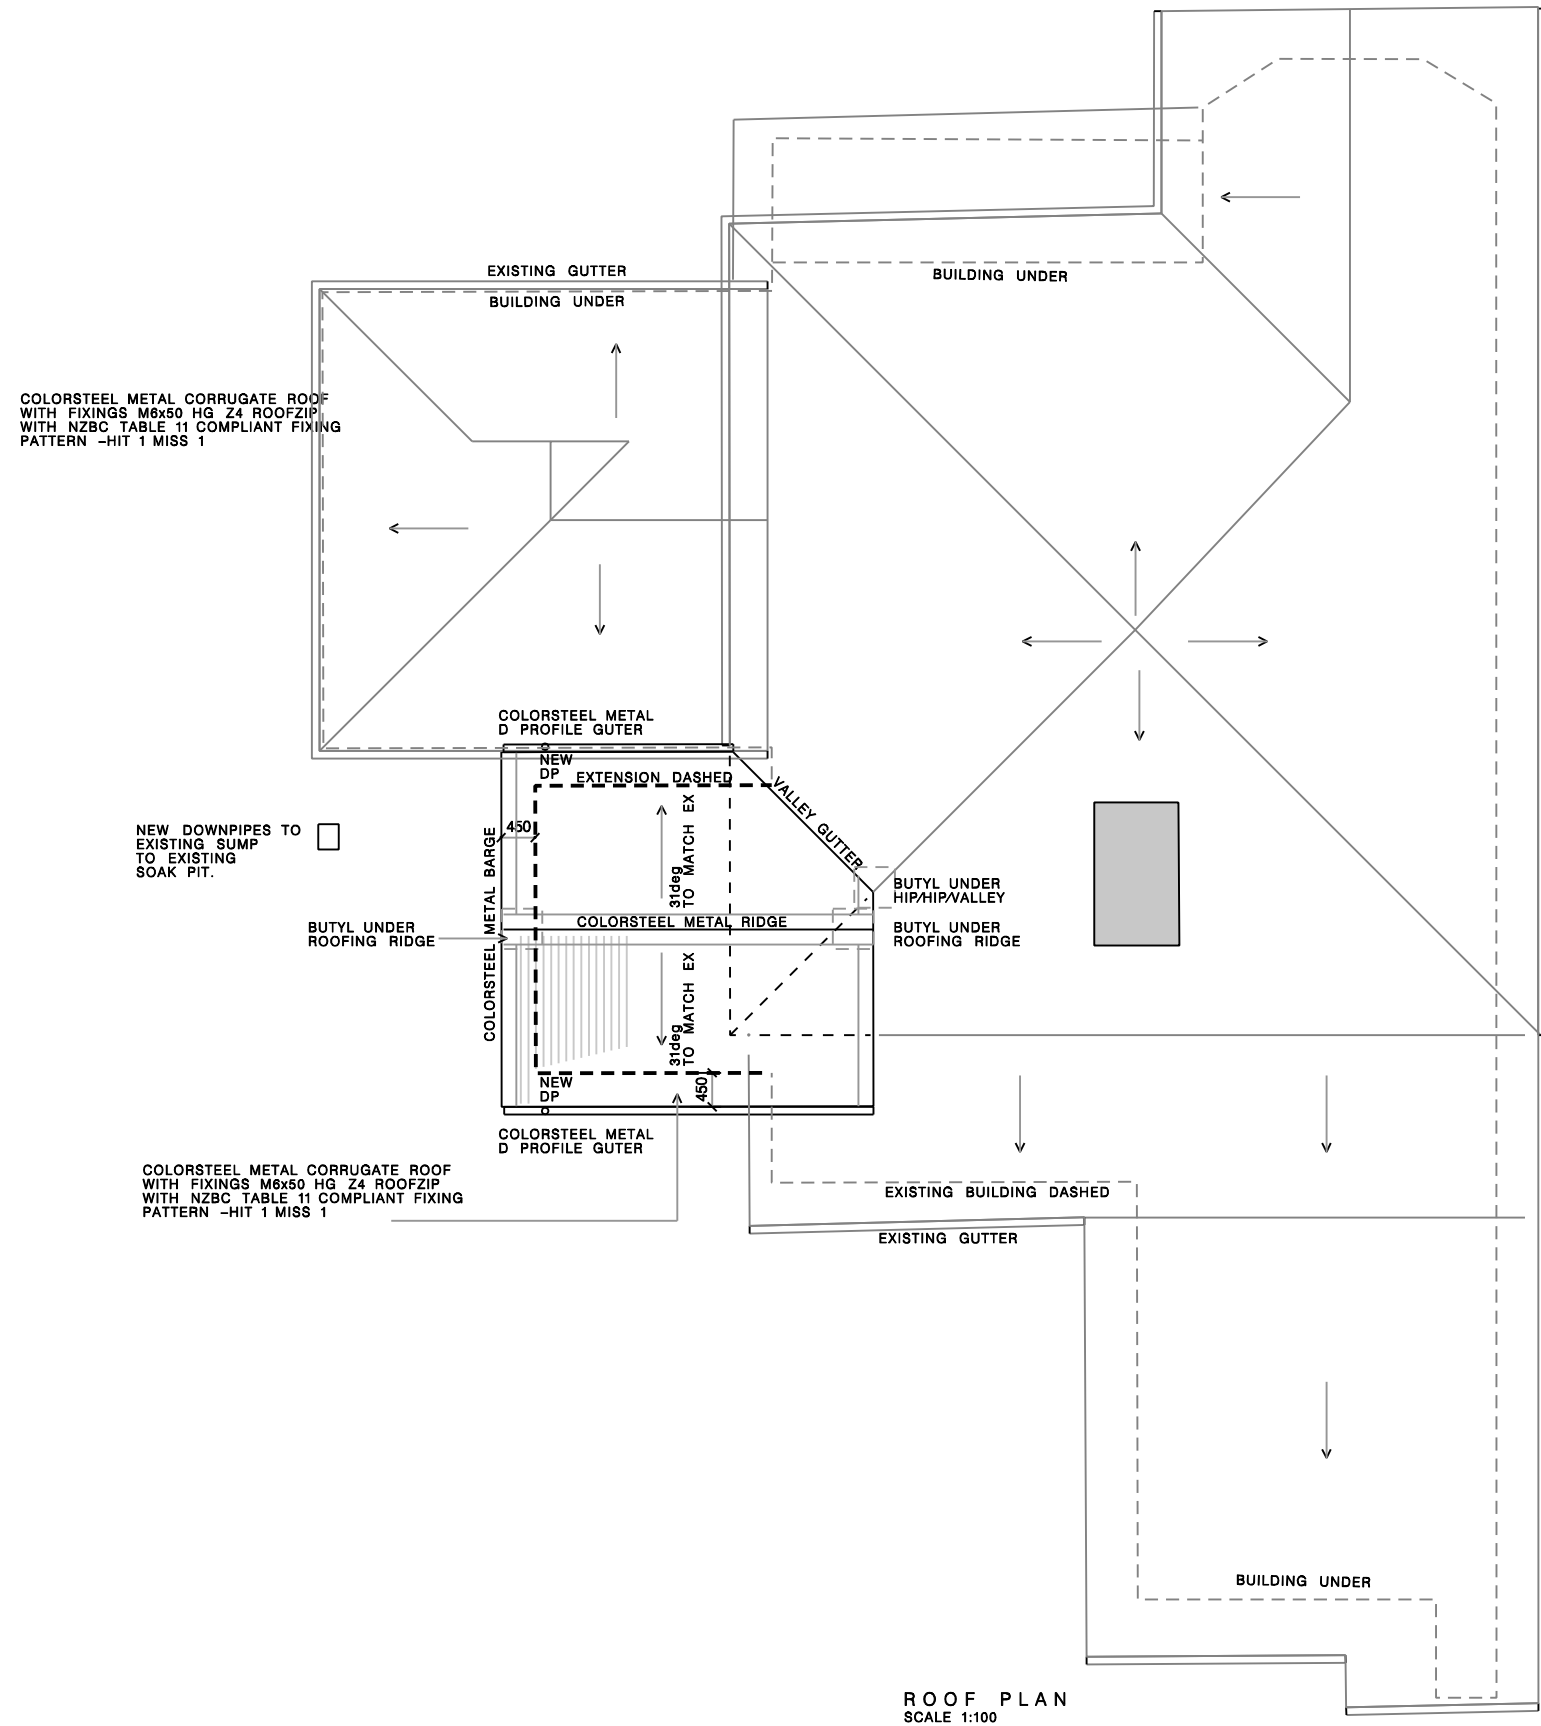 EXISTING GUTTER
BUILDING UNDER
BUILDING UNDER
COLORSTEEL METAL CORRUGATE ROOF
WITH FIXINGS M6x50 HG Z4 ROOFZIP
WITH NZBC TABLE 11 COMPLIANT FIXING
PATTERN -HIT 1 MISS 1
COLORSTEEL METAL
D PROFILE GUTER
NEW
DP
EXTENSION DASHED
VALLEY GUTTER
450
31deg
TO MATCH EX
COLORSTEEL METAL BARGE
NEW DOWNPIPES TO
EXISTING SUMP
TO EXISTING
SOAK PIT.
BUTYL UNDER
HIP/HIP/VALLEY
COLORSTEEL METAL RIDGE
BUTYL UNDER
ROOFING RIDGE
BUTYL UNDER
ROOFING RIDGE
31deg
TO MATCH EX
NEW
DP
450
COLORSTEEL METAL
D PROFILE GUTER
COLORSTEEL METAL CORRUGATE ROOF
WITH FIXINGS M6x50 HG Z4 ROOFZIP
WITH NZBC TABLE 11 COMPLIANT FIXING
PATTERN -HIT 1 MISS 1
EXISTING BUILDING DASHED
EXISTING GUTTER
BUILDING UNDER
ROOF PLAN
SCALE 1:100